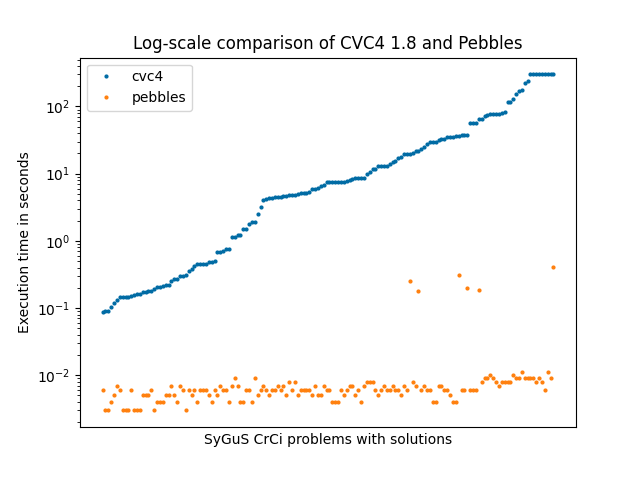 Log-scale comparison of CVC4 1.8 and Pebbles
cvc4
pebbles
Execution time in seconds
10²
10¹
10⁰
10⁻¹
10⁻²
SyGuS CrCi problems with solutions